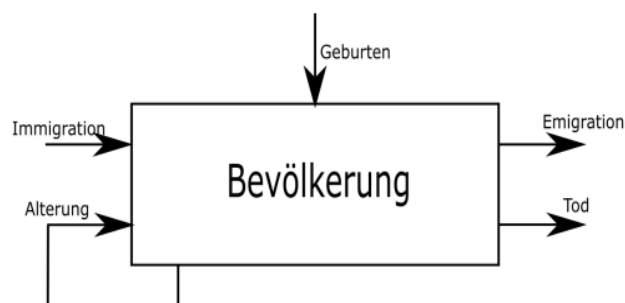 Geburten
Immigration
Emigration
Bevölkerung
Alterung
Tod